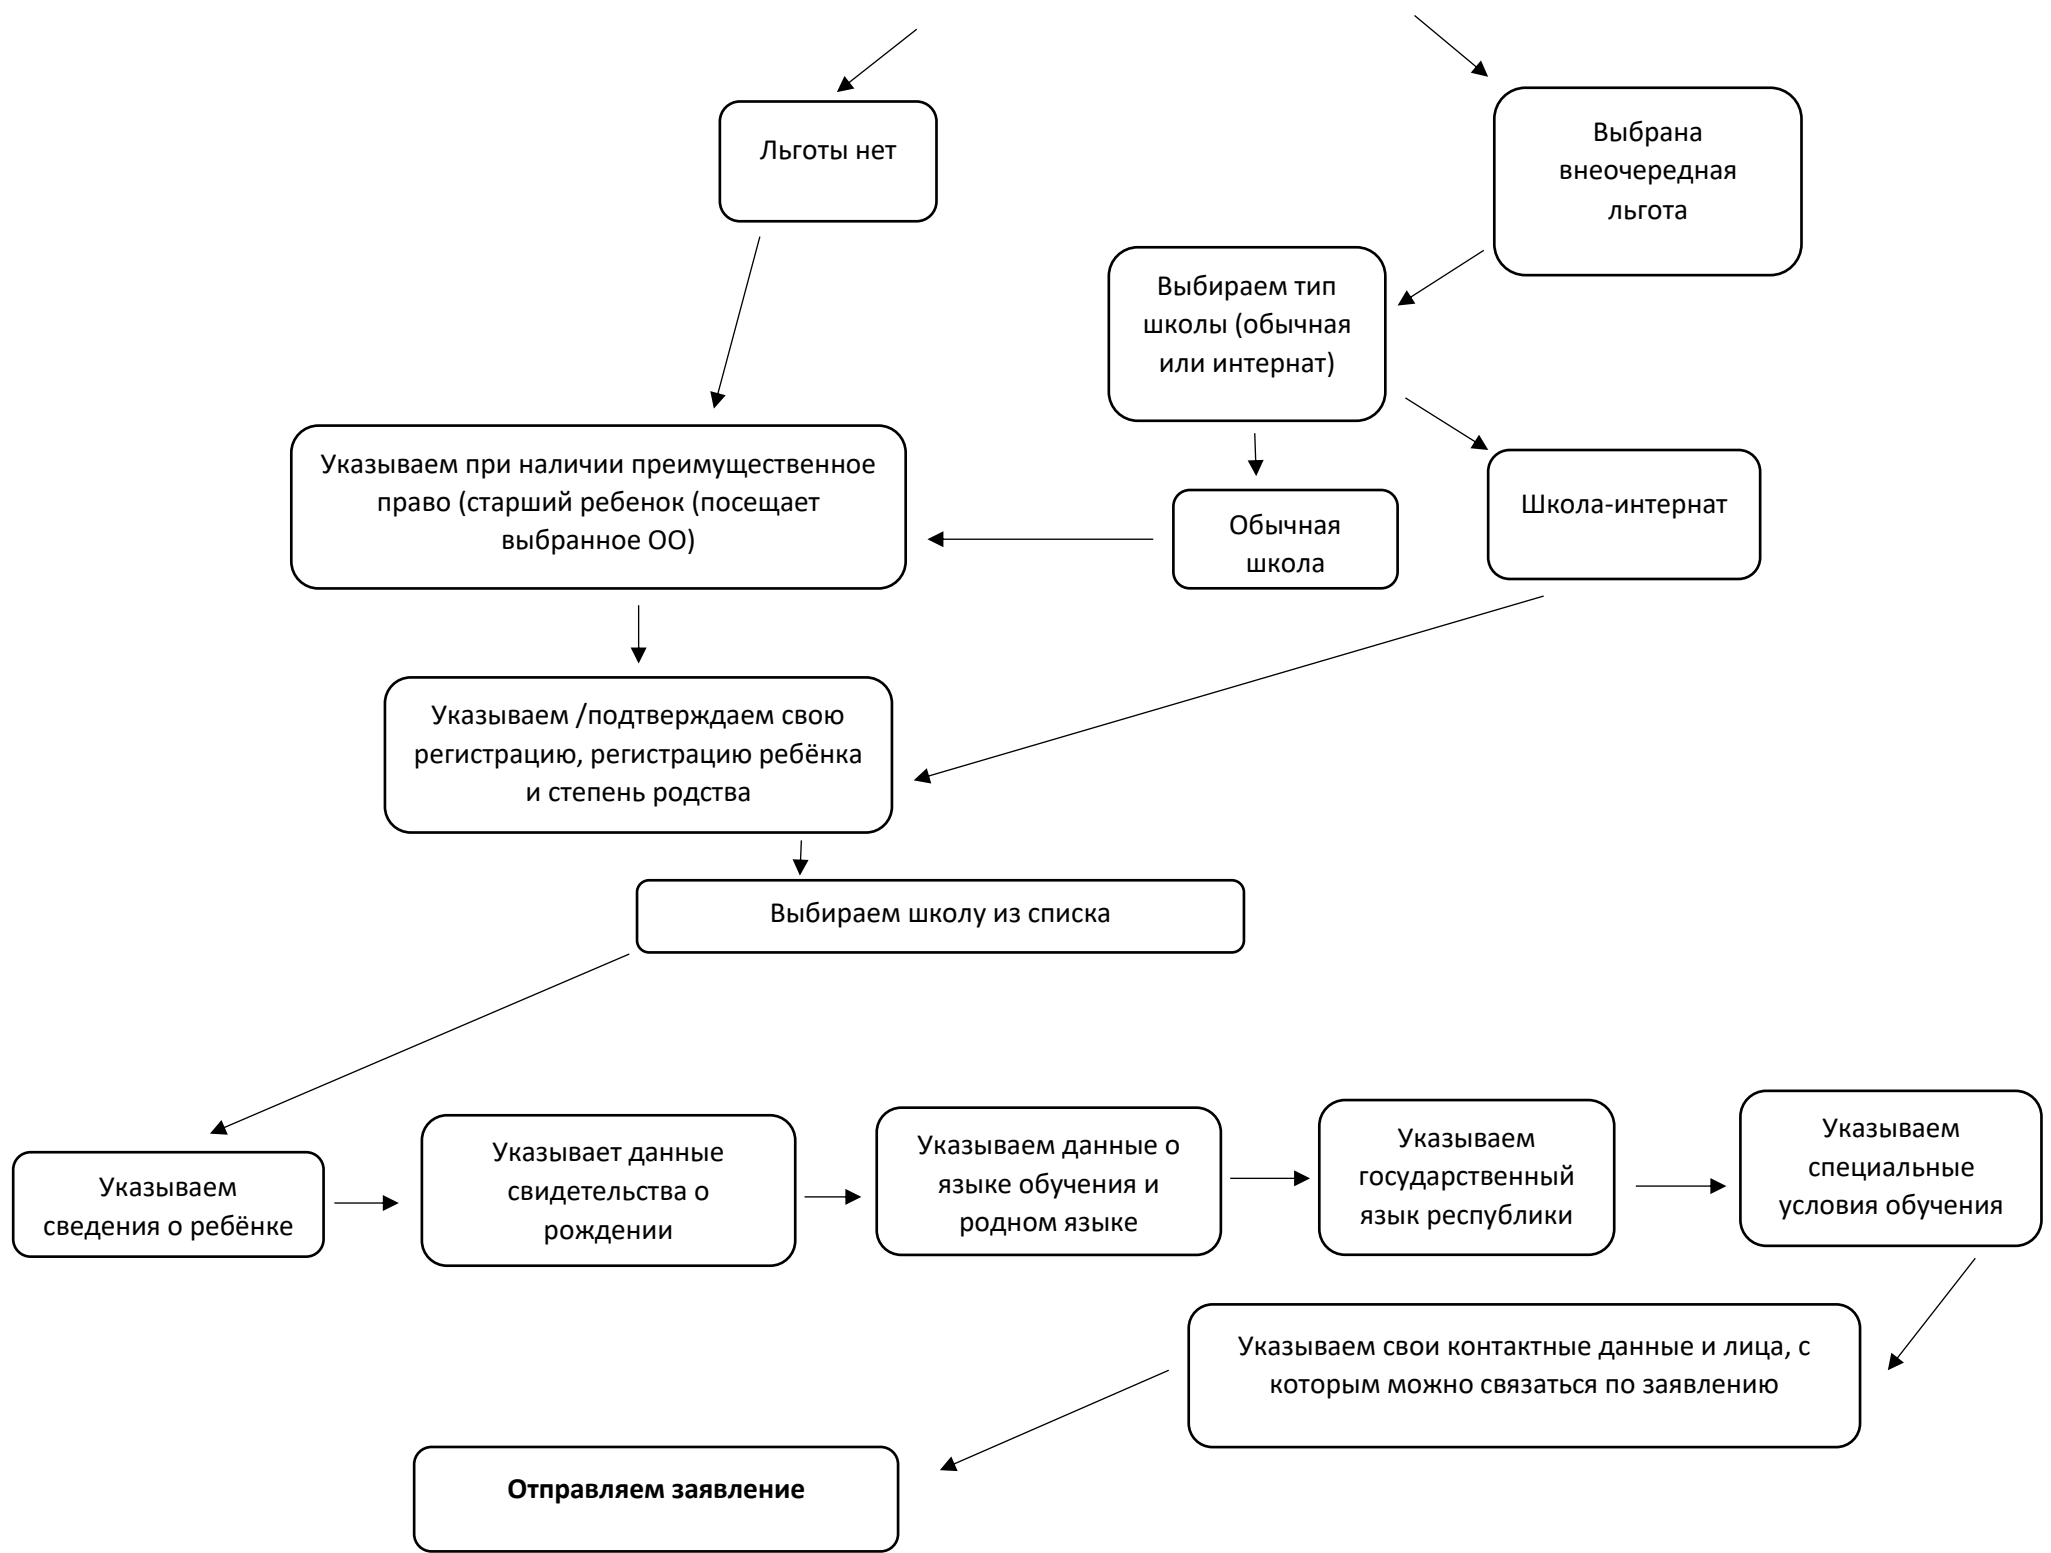 Льготы нет
Выбрана
внеочередная
льгота
Выбираем тип
школы (обычная
или интернат)
Указываем при наличии преимущественное
право (старший ребенок (посещает
выбранное ОО)
Обычная
школа
Школа-интернат
Указываем /подтверждаем свою
регистрацию, регистрацию ребёнка
и степень родства
Выбираем школу из списка
Указываем
сведения о ребёнке
Указывает данные
свидетельства о
рождении
Указываем данные о
языке обучения и
родном языке
Указываем
государственный
язык республики
Указываем
специальные
условия обучения
Указываем свои контактные данные и лица, с
которым можно связаться по заявлению
Отправляем заявление